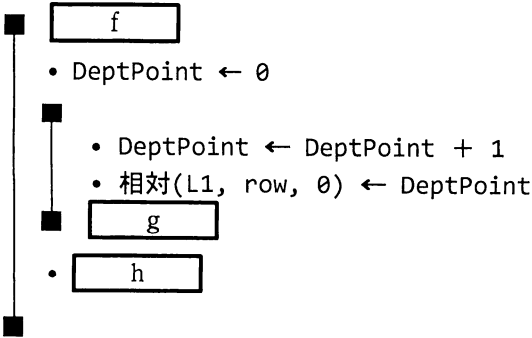 f
• DeptPoint ← 0
• DeptPoint ← DeptPoint + 1
• 相対(L1, row, 0) ← DeptPoint
g
• h